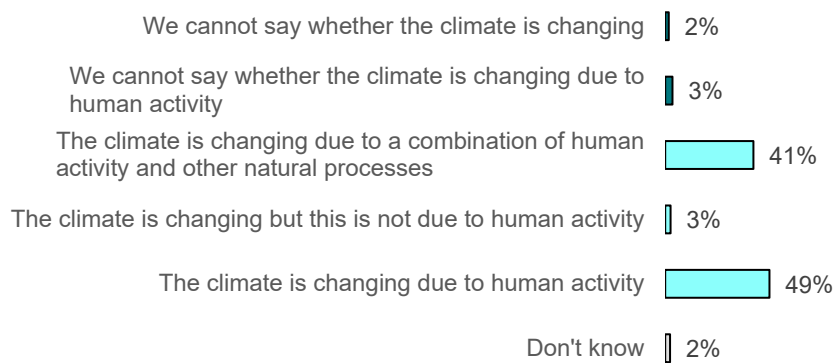 We cannot say whether the climate is changing 2%
We cannot say whether the climate is changing due to
human activity 3%
The climate is changing due to a combination of human
activity and other natural processes 41%
The climate is changing but this is not due to human activity 3%
The climate is changing due to human activity 49%
Don't know 2%